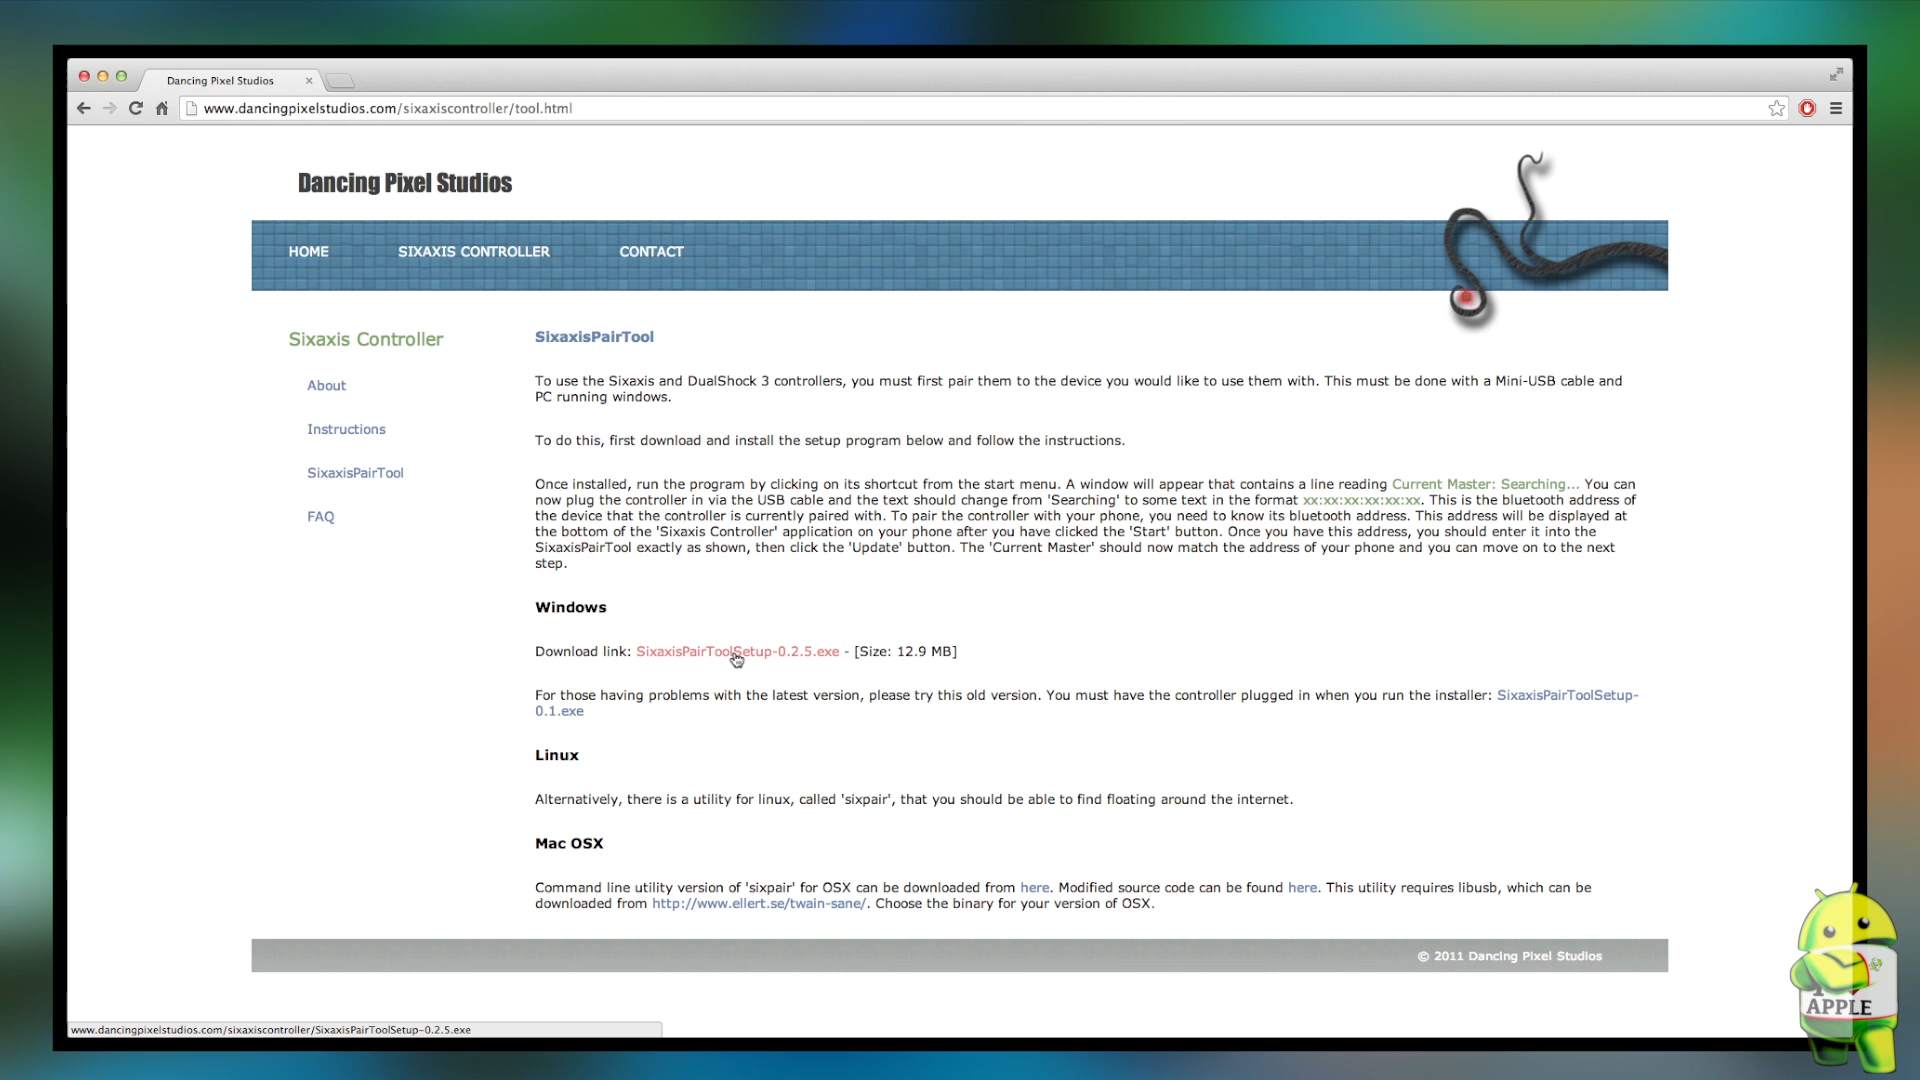 Dancing Pixel Studios
www.dancingpixelstudios.com/sixaxiscontroller/tool.html
Dancing Pixel Studios
HOME SIXAXIS CONTROLLER CONTACT
Sixaxis Controller
About
Instructions
SixaxisPairTool
FAQ
SixaxisPairTool
To use the Sixaxis and DualShock 3 controllers, you must first pair them to the device you would like to use them with. This must be done with a Mini-USB cable and
PC running windows.
To do this, first download and install the setup program below and follow the instructions.
Once installed, run the program by clicking on its shortcut from the start menu. A window will appear that contains a line reading Current Master: Searching... You can
now plug the controller in via the USB cable and the text should change from 'Searching' to some text in the format xx:xx:xx:xx:xx:xx. This is the bluetooth address of
the device that the controller is currently paired with. To pair the controller with your phone, you need to know its bluetooth address. This address will be displayed at
the bottom of the 'Sixaxis Controller' application on your phone after you have clicked the 'Start' button. Once you have this address, you should enter it into the
SixaxisPairTool exactly as shown, then click the 'Update' button. The 'Current Master' should now match the address of your phone and you can move on to the next
step.
Windows
Download link: SixaxisPairToolSetup-0.2.5.exe - [Size: 12.9 MB]
For those having problems with the latest version, please try this old version. You must have the controller plugged in when you run the installer: SixaxisPairToolSetup-
0.1.exe
Linux
Alternatively, there is a utility for linux, called 'sixpair', that you should be able to find floating around the internet.
Mac OSX
Command line utility version of 'sixpair' for OSX can be downloaded from here. Modified source code can be found here. This utility requires libusb, which can be
downloaded from http://www.ellert.se/twain-sane/. Choose the binary for your version of OSX.
© 2011 Dancing Pixel Studios
www.dancingpixelstudios.com/sixaxiscontroller/SixaxisPairToolSetup-0.2.5.exe
APPLE